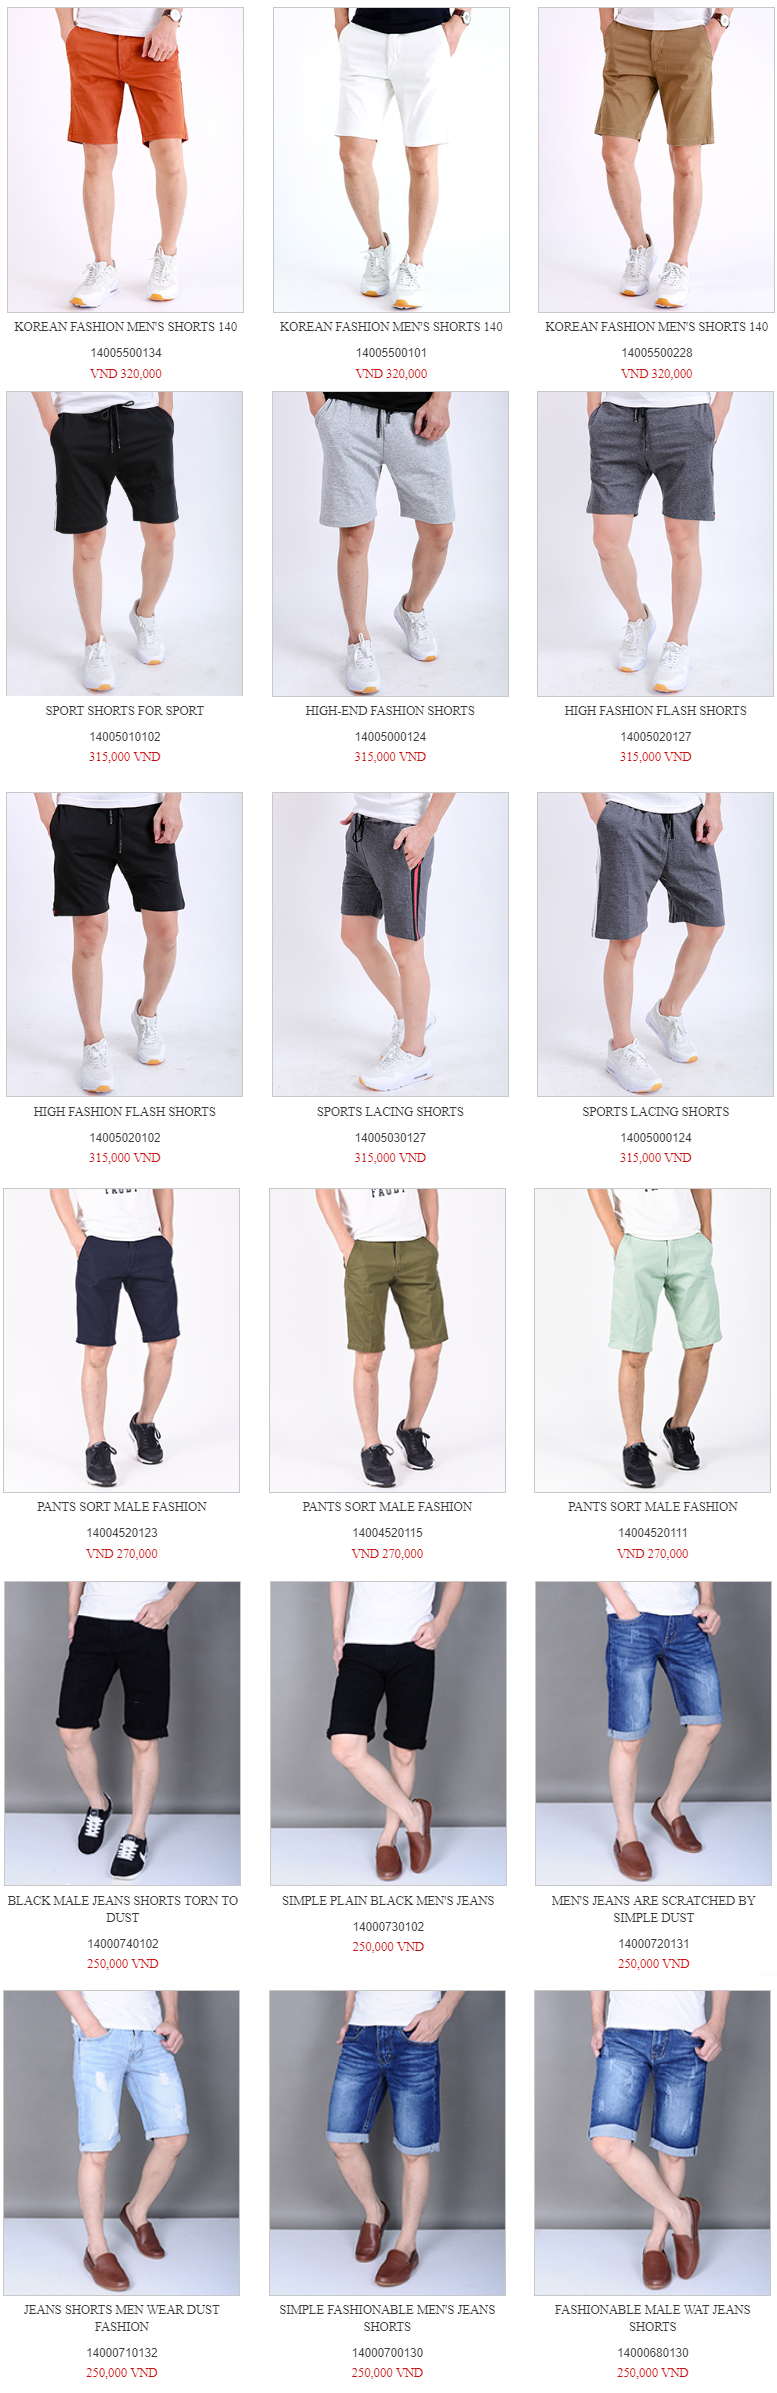 KOREAN FASHION MEN'S SHORTS 140
14005500134
VND 320,000
KOREAN FASHION MEN'S SHORTS 140
14005500101
VND 320,000
KOREAN FASHION MEN'S SHORTS 140
14005500228
VND 320,000
SPORT SHORTS FOR SPORT
14005010102
315,000 VND
HIGH-END FASHION SHORTS
14005000124
315,000 VND
HIGH FASHION FLASH SHORTS
14005020127
315,000 VND
HIGH FASHION FLASH SHORTS
14005020102
315,000 VND
SPORTS LACING SHORTS
14005030127
315,000 VND
SPORTS LACING SHORTS
14005000124
315,000 VND
PANTS SORT MALE FASHION
14004520123
VND 270,000
PANTS SORT MALE FASHION
14004520115
VND 270,000
PANTS SORT MALE FASHION
14004520111
VND 270,000
BLACK MALE JEANS SHORTS TORN TO
DUST
14000740102
250,000 VND
SIMPLE PLAIN BLACK MEN'S JEANS
14000730102
250,000 VND
MEN'S JEANS ARE SCRATCHED BY
SIMPLE DUST
14000720131
250,000 VND
JEANS SHORTS MEN WEAR DUST
FASHION
14000710132
250,000 VND
SIMPLE FASHIONABLE MEN'S JEANS
SHORTS
14000700130
250,000 VND
FASHIONABLE MALE WAT JEANS
SHORTS
14000680130
250,000 VND